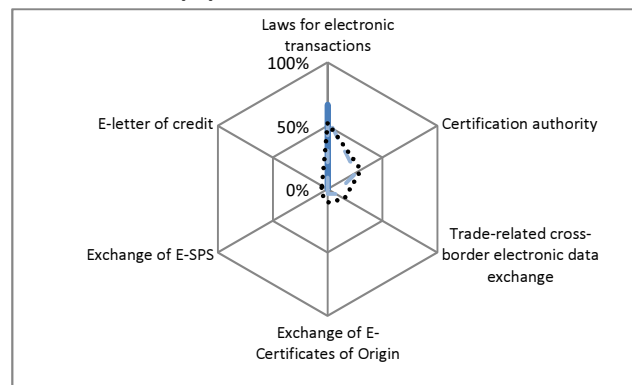 Laws for electronic
transactions
100%
E-letter of credit
50%
Certification authority
0%
Exchange of E-SPS
Trade-related cross-
border electronic data
exchange
Exchange of E-
Certificates of Origin